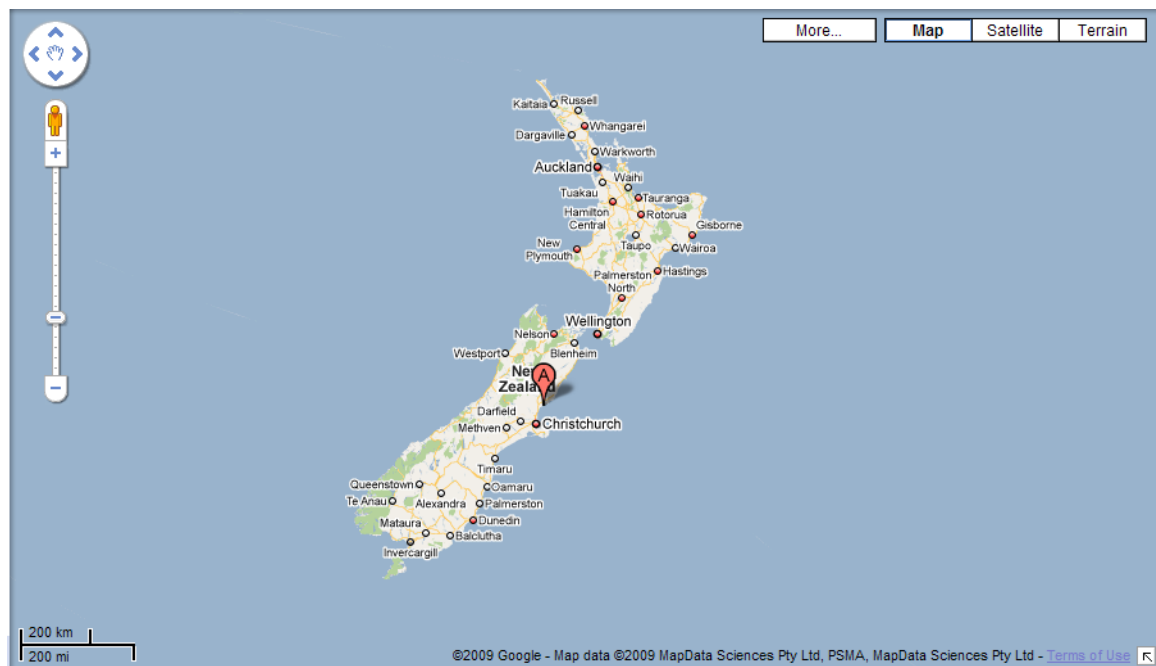 More...
Map
Satellite
Terrain
Kaitaia
Russell
Whangarei
Dargaville
Warkworth
Auckland
Waihi
Tuakau
Tauranga
Hamilton
Central
Rotorua
Gisborne
New
Plymouth
Taupo
Wairoa
Palmerston
North
Hastings
Nelson
Wellington
Westport
Blenheim
New
Zealand
A
Darfield
Methven
Christchurch
Timaru
Queenstown
Oamaru
Te Anau
Alexandra
Palmerston
Mataura
Dunedin
Balclutha
Invercargill
200 km
200 mi
©2009 Google - Map data ©2009 MapData Sciences Pty Ltd, PSMA, MapData Sciences Pty Ltd - Terms of Use